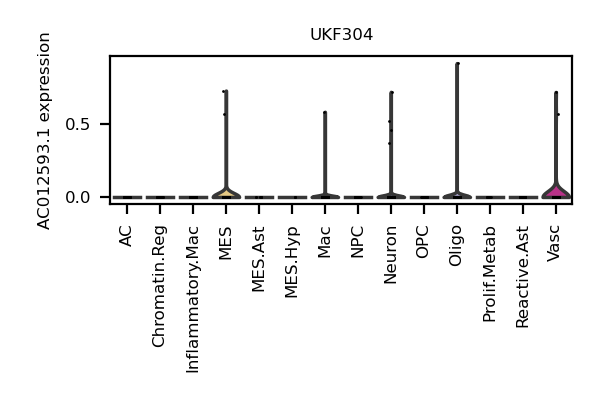 UKF304
AC012593.1 expression
0.5
0.0
AC
Chromatin.Reg
Inflammatory.Mac
MES
MES.Ast
MES.Hyp
Mac
NPC
Neuron
OPC
Oligo
Prolif.Metab
Reactive.Ast
Vasc